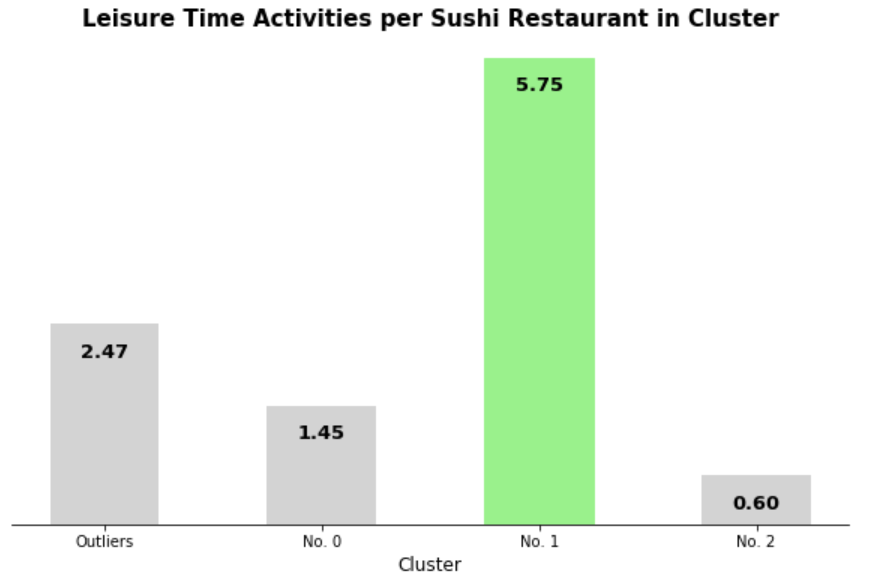 Leisure Time Activities per Sushi Restaurant in Cluster
5.75
2.47
1.45
0.60
Outliers
No. 0
No. 1
No. 2
Cluster